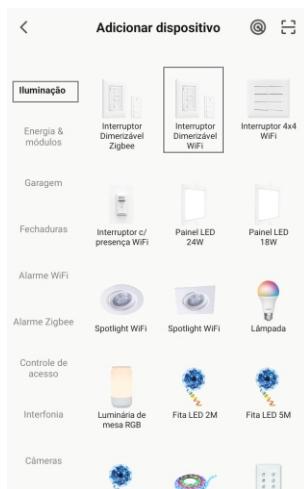 Adicionar dispositivo
Iluminação
Energia &
módulos
Garagem
Fechaduras
Alarme WiFi
Alarme Zigbee
Controle de
acesso
Interfonia
Câmeras
Interruptor
Dimerizável
Zigbee
Interruptor
Dimerizável
WiFi
Interruptor 4x4
WiFi
Interruptor c/
presença WiFi
Painel LED
24W
Painel LED
18W
Spotlight WiFi
Spotlight WiFi
Lâmpada
Luminária de
mesa RGB
Fita LED 2M
Fita LED 5M